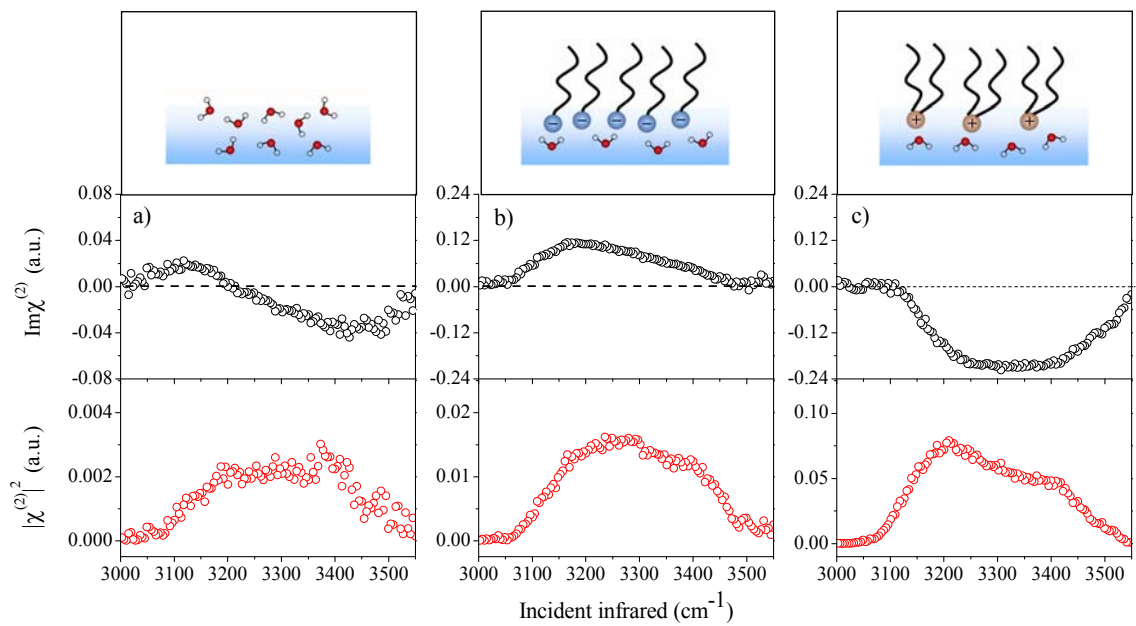 − − − − −
+ + +
0.08
0.04
0.00
-0.04
-0.08
a)
0.24
0.12
0.00
-0.12
-0.24
b)
0.24
0.12
0.00
-0.12
-0.24
c)
Imχ(2) (a.u.)
0.004
0.002
0.000
0.02
0.01
0.00
0.10
0.05
0.00
|χ(2)|2 (a.u.)
3000 3100 3200 3300 3400 3500
3000 3100 3200 3300 3400 3500
3000 3100 3200 3300 3400 3500
Incident infrared (cm-1)